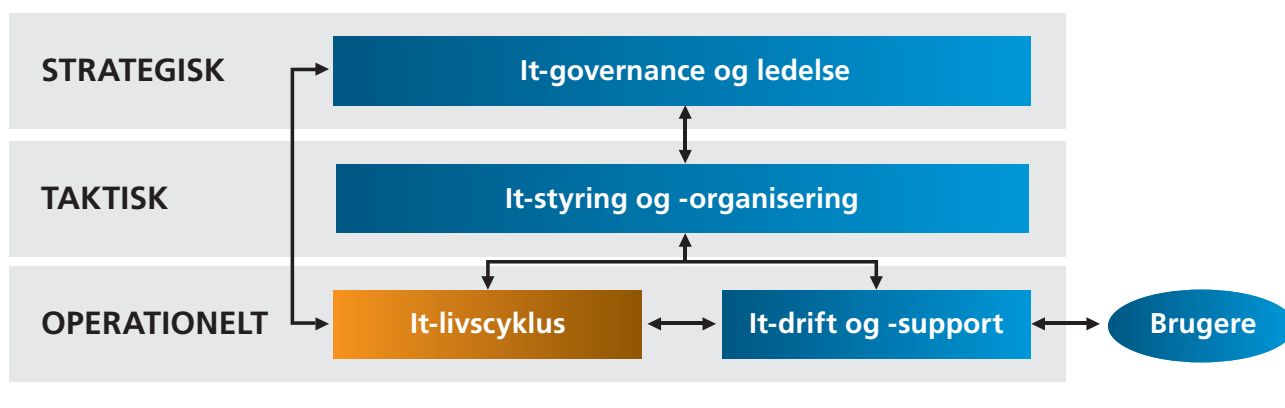 STRATEGISK
It-governance og ledelse
TAKTISK
It-styring og -organisering
OPERATIONELT
It-livscyklus
It-drift og -support
Brugere